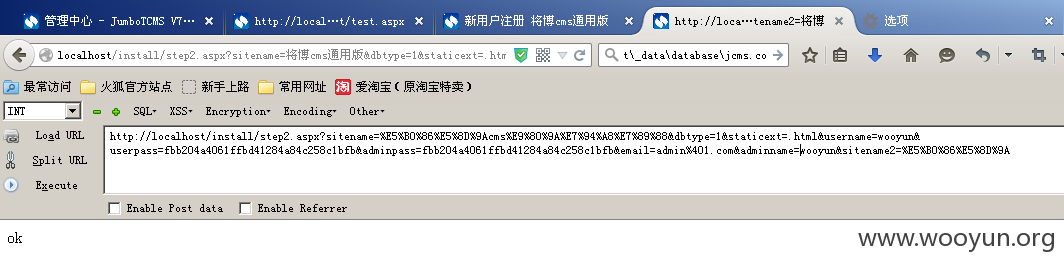 管理中心 - JumboTCMS V7...
http://local…t/test.aspx
新用户注册 将博cms通用版
http://loca…tename2=将博
选项
localhost/install/step2.aspx?sitename=将博cms通用版&dbtype=1&staticext=.htm
t\_data\database\jcms.co
最常访问
火狐官方站点
新手上路
常用网址
淘
爱淘宝（原淘宝特卖）
INT
SQL
XSS
Encryption
Encoding
Other
Load URL
Split URL
Execute
http://localhost/install/step2.aspx?sitename=%E5%B0%86%E5%8D%9Acms%E9%80%9A%E7%94%A8%E7%89%88&dbtype=1&staticext=.html&username=wooyun&
userpass=fbb204a4061ffbd41284a84c258c1bfb&adminpass=fbb204a4061ffbd41284a84c258c1bfb&email=admin%401.com&adminname=wooyun&sitename2=%E5%B0%86%E5%8D%9A
Enable Post data
Enable Referrer
ok
www.wooyun.org